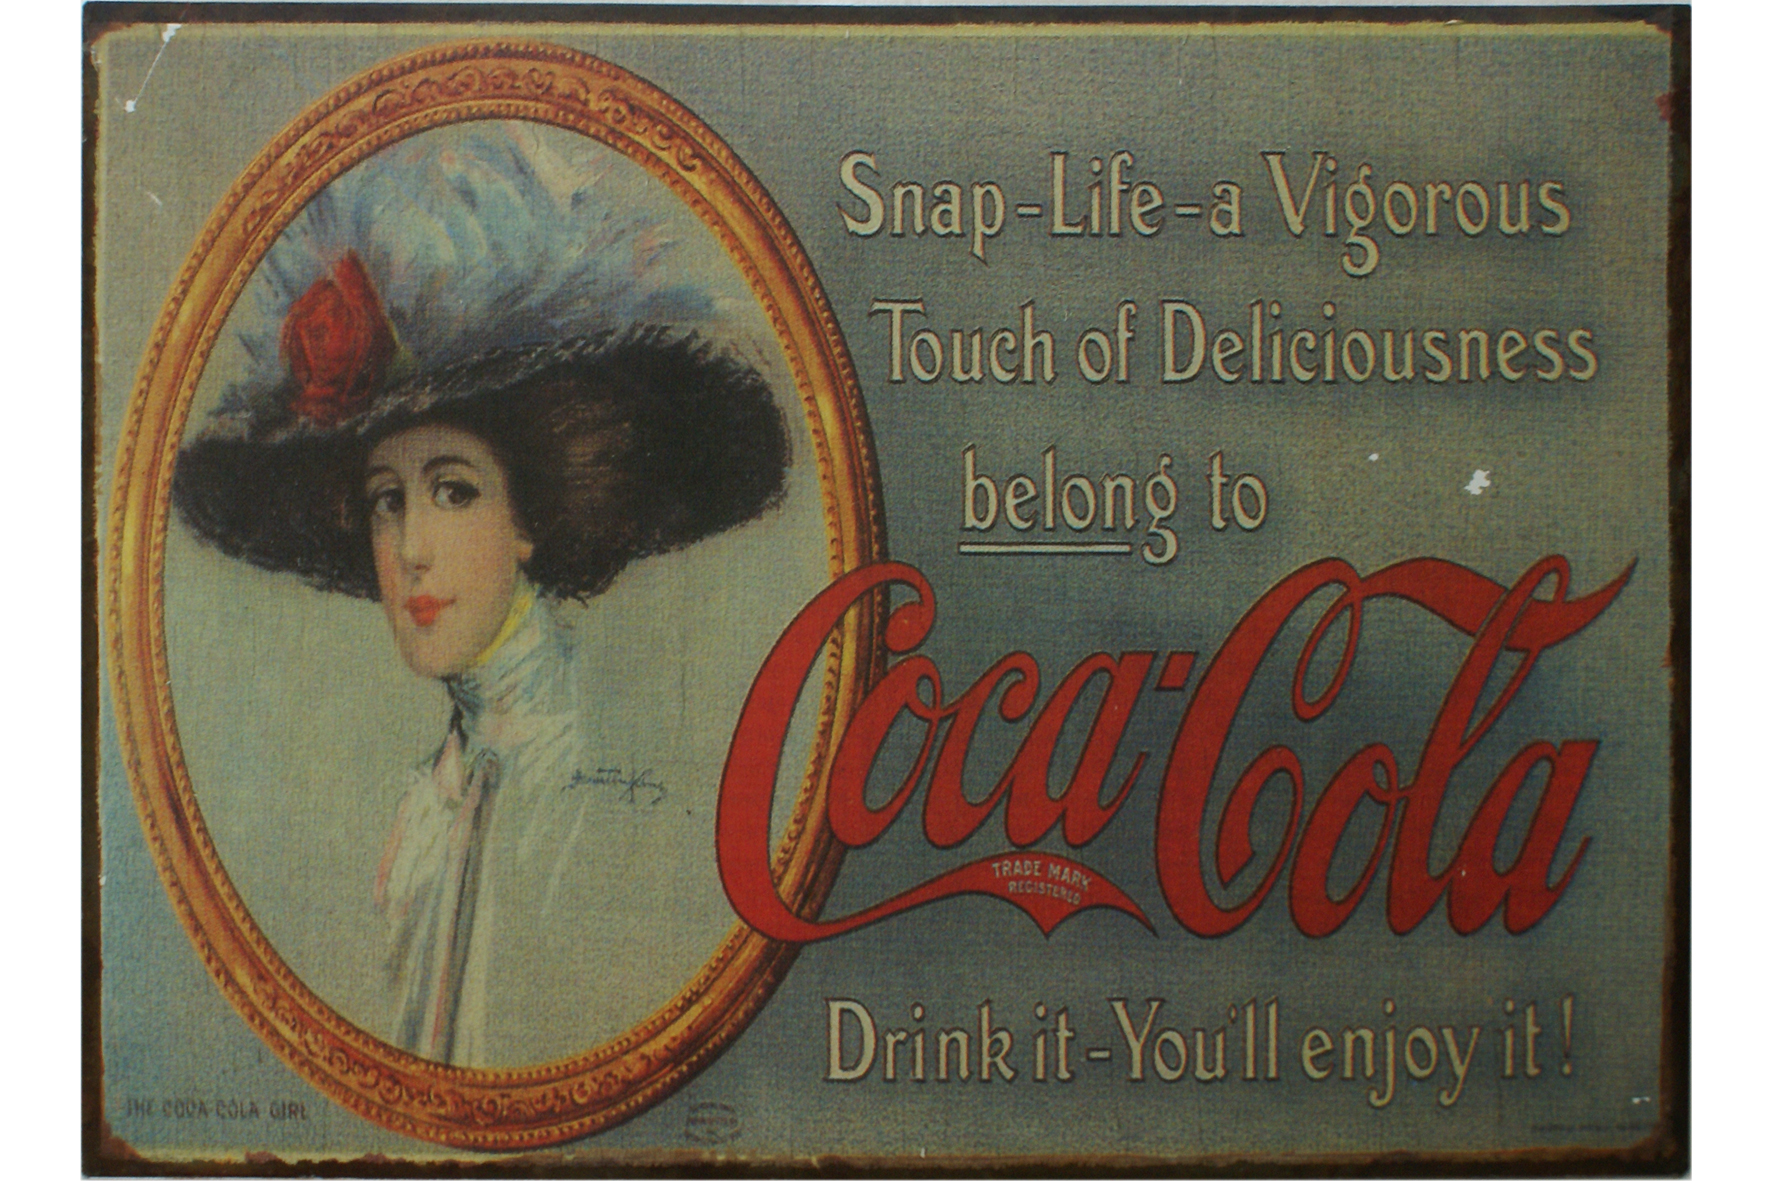 Snap-Life-a Vigorous
Touch of Deliciousness
belong to
Coca-Cola
TRADE MARK
REGISTERED
Drink it-You'll enjoy it!
THE COCA COLA GIRL